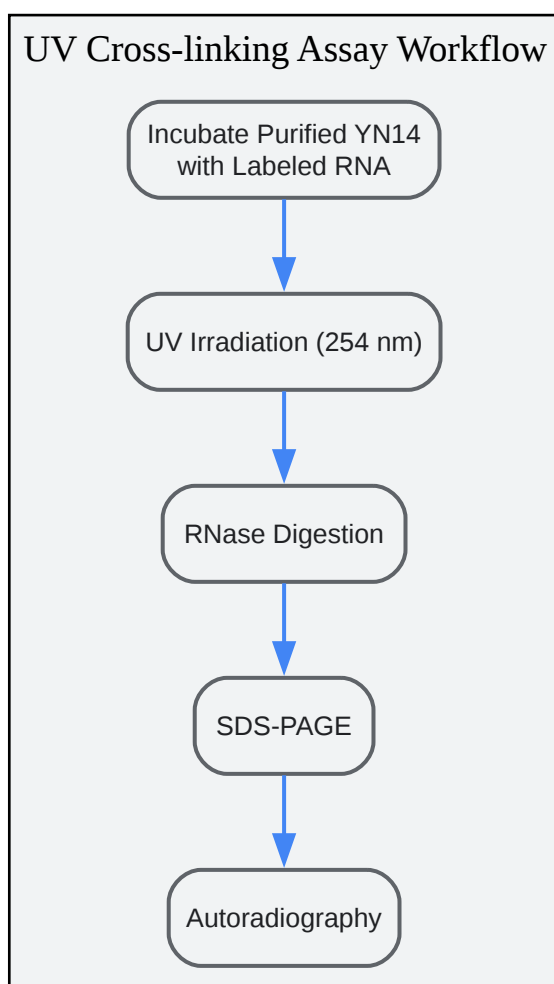 UV Cross-linking Assay Workflow
Incubate Purified YN14
with Labeled RNA
UV Irradiation (254 nm)
RNase Digestion
SDS-PAGE
Autoradiography